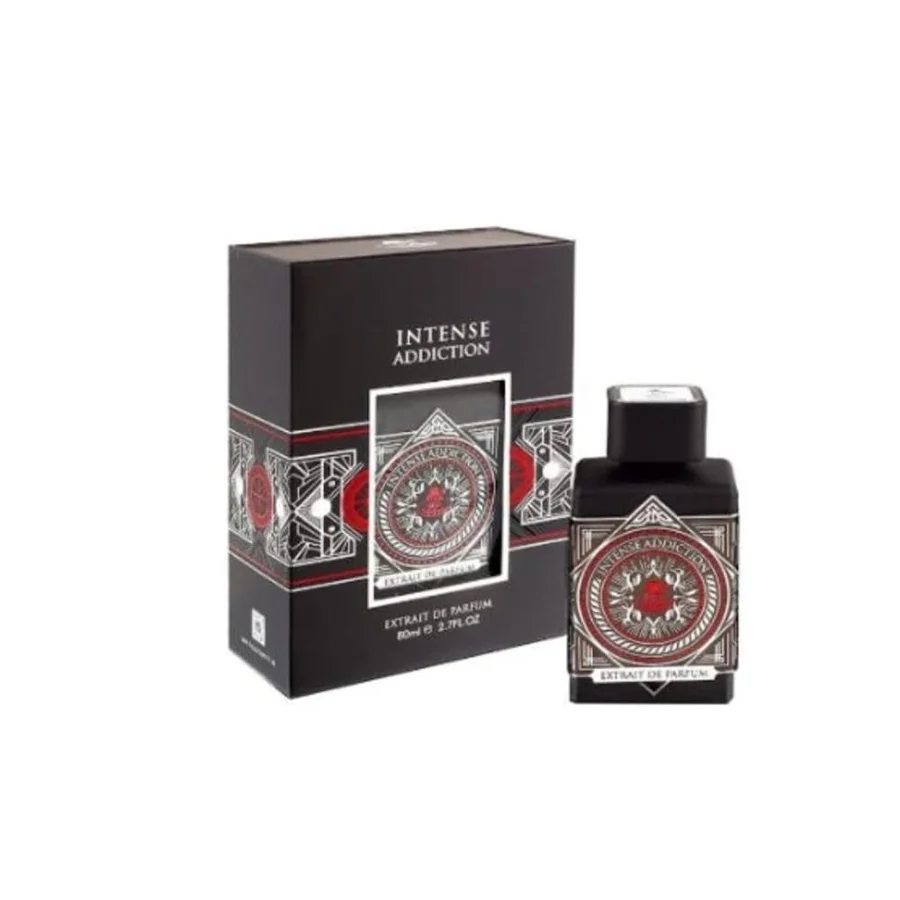 INTENSE
ADDICTION
INTENSE ADDICTION
EXTRAIT DE PARFUM
EXTRAIT DE PARFUM
80ml ℮ 2.7FL.OZ
INTENSE ADDICTION
EXTRAIT DE PARFUM